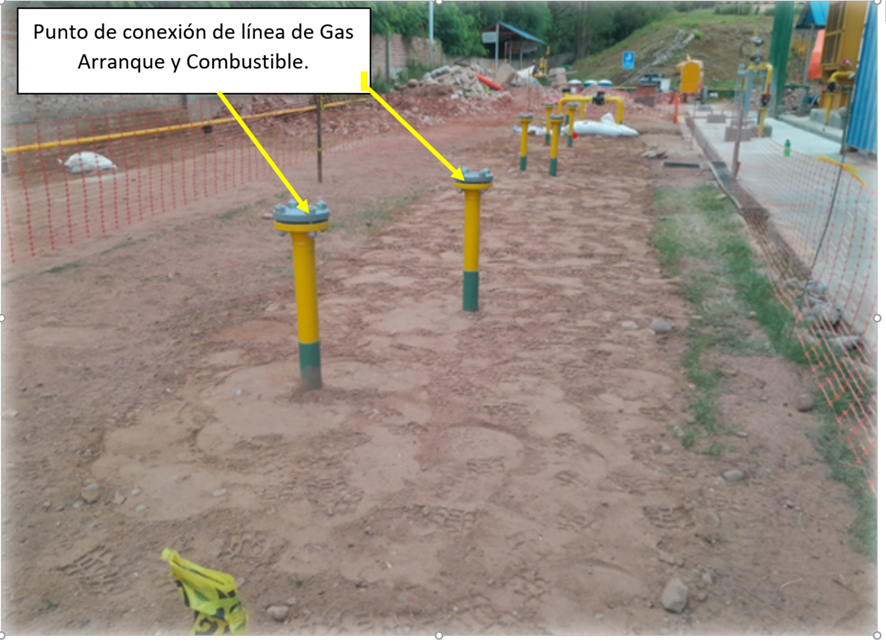 Punto de conexión de línea de Gas
Arranque y Combustible.